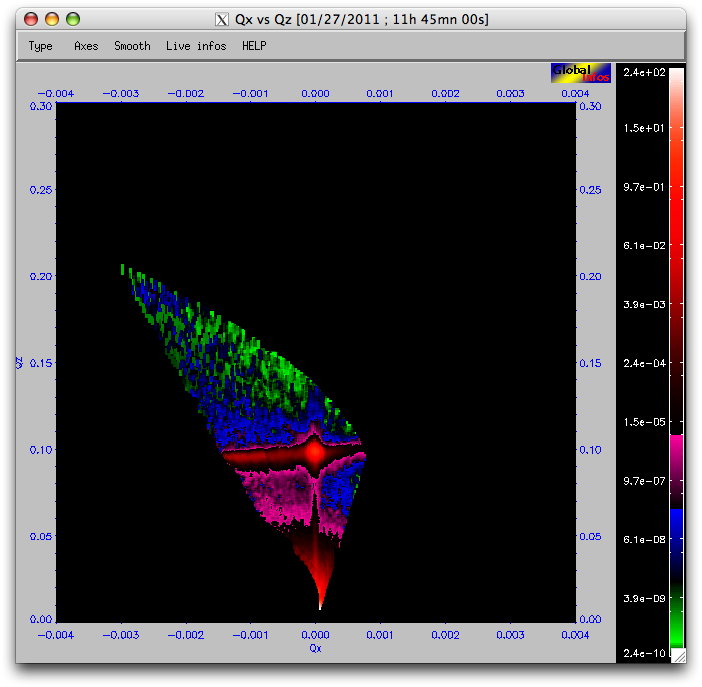 Qx vs Qz [01/27/2011 ; 11h 45mn 00s]
Type Axes Smooth Live infos HELP
Global
Infos
-0.004 -0.003 -0.002 -0.001 0.000 0.001 0.002 0.003 0.004
0.30 0.30
0.25 0.25
0.20 0.20
0.15 0.15
Qz
0.10 0.10
0.05 0.05
0.00 0.00
-0.004 -0.003 -0.002 -0.001 0.000 0.001 0.002 0.003 0.004
Qx
2.4e+02
1.5e+01
9.7e-01
6.1e-02
3.9e-03
2.4e-04
1.5e-05
9.7e-07
6.1e-08
3.9e-09
2.4e-10